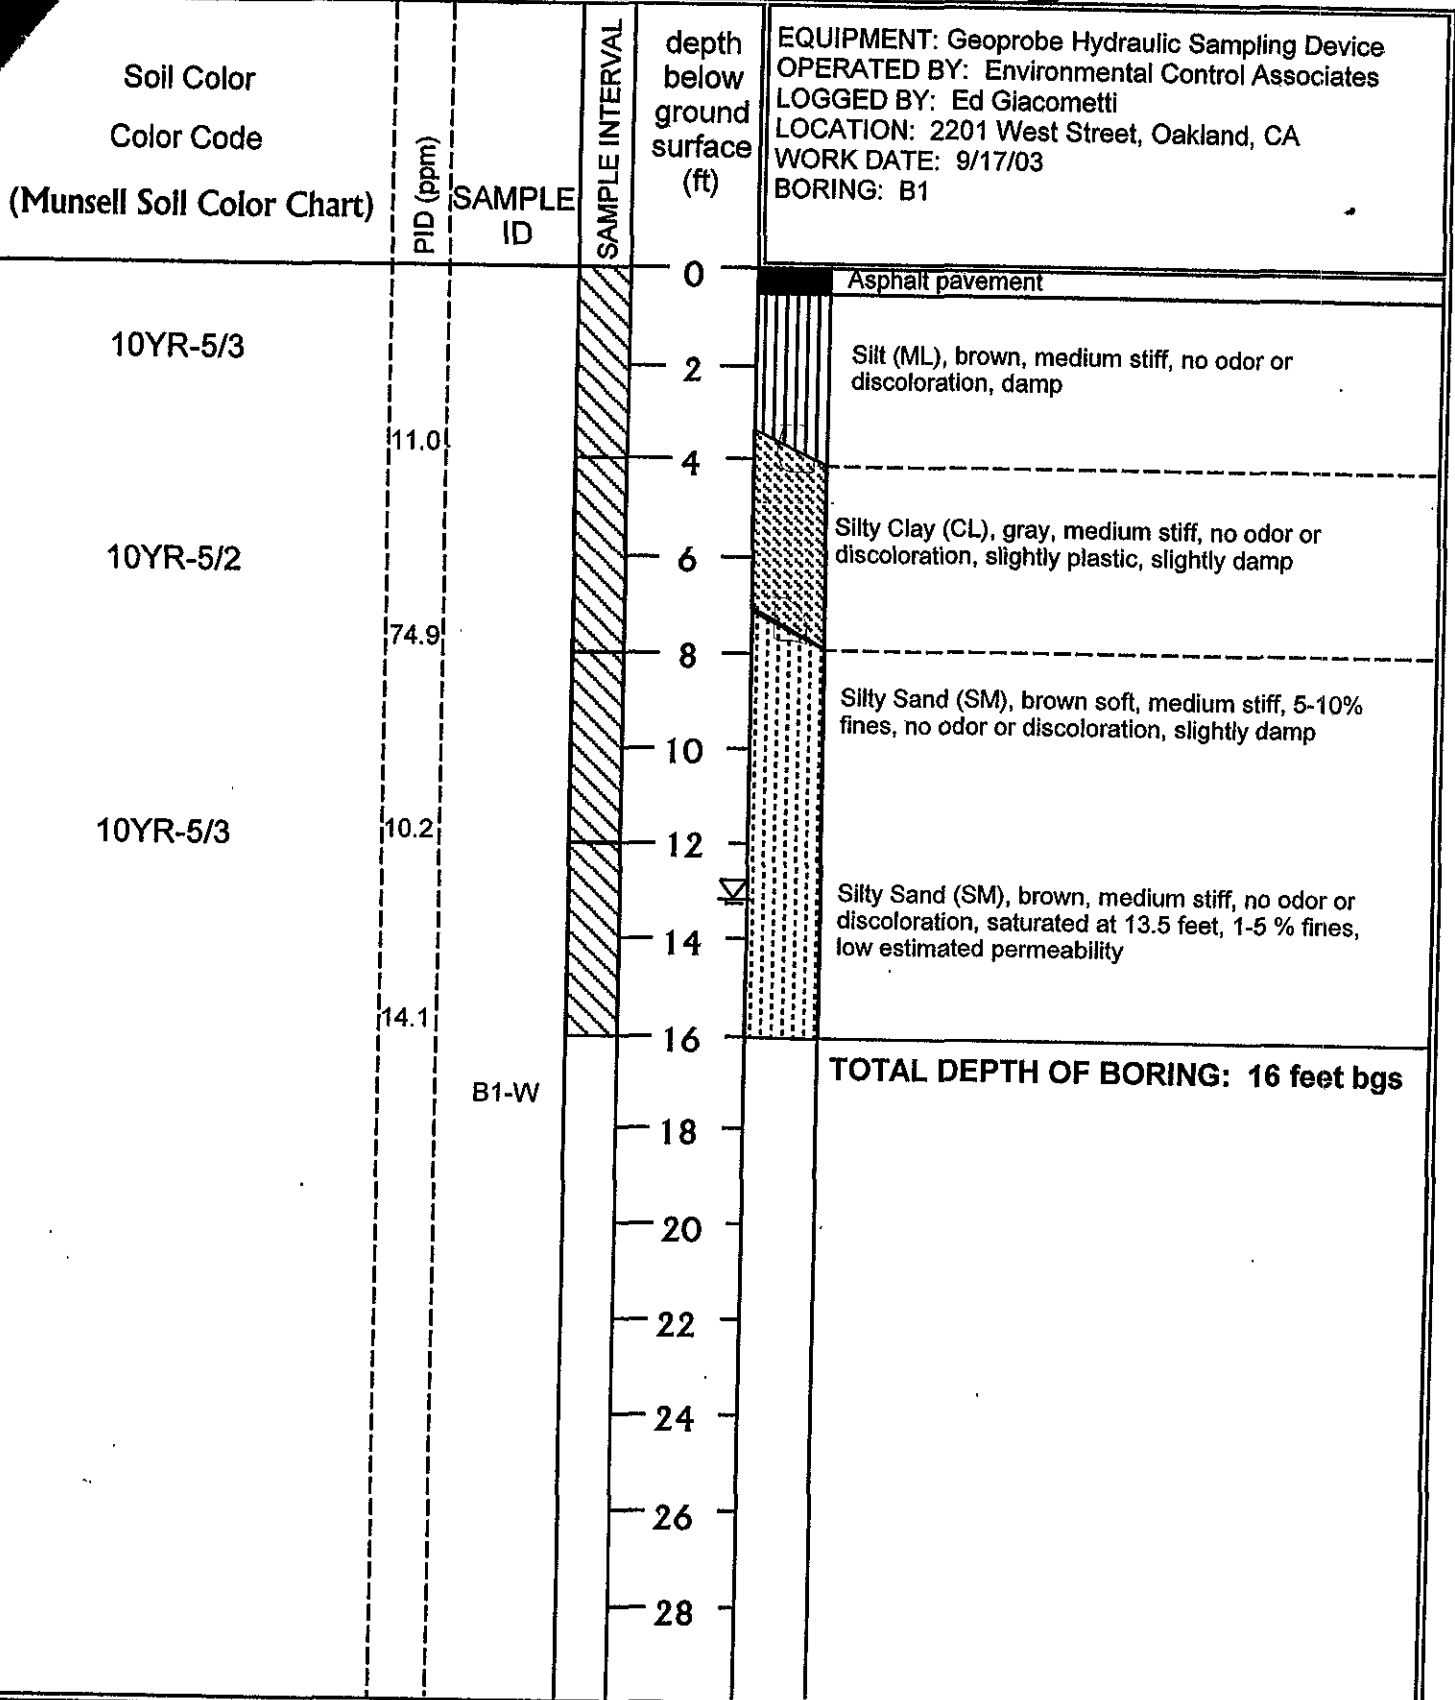 Soil Color
Color Code
(Munsell Soil Color Chart)
PID (ppm)
SAMPLE
ID
SAMPLE INTERVAL
depth
below
ground
surface
(ft)
EQUIPMENT: Geoprobe Hydraulic Sampling Device
OPERATED BY: Environmental Control Associates
LOGGED BY: Ed Giacometti
LOCATION: 2201 West Street, Oakland, CA
WORK DATE: 9/17/03
BORING: B1
0
Asphalt pavement
10YR-5/3
2
Silt (ML), brown, medium stiff, no odor or
discoloration, damp
11.0
4
10YR-5/2
6
Silty Clay (CL), gray, medium stiff, no odor or
discoloration, slightly plastic, slightly damp
74.9
8
Silty Sand (SM), brown soft, medium stiff, 5-10%
fines, no odor or discoloration, slightly damp
10
10YR-5/3
10.2
12
Silty Sand (SM), brown, medium stiff, no odor or
discoloration, saturated at 13.5 feet, 1-5 % fines,
low estimated permeability
14
14.1
16
TOTAL DEPTH OF BORING: 16 feet bgs
B1-W
18
20
22
24
26
28